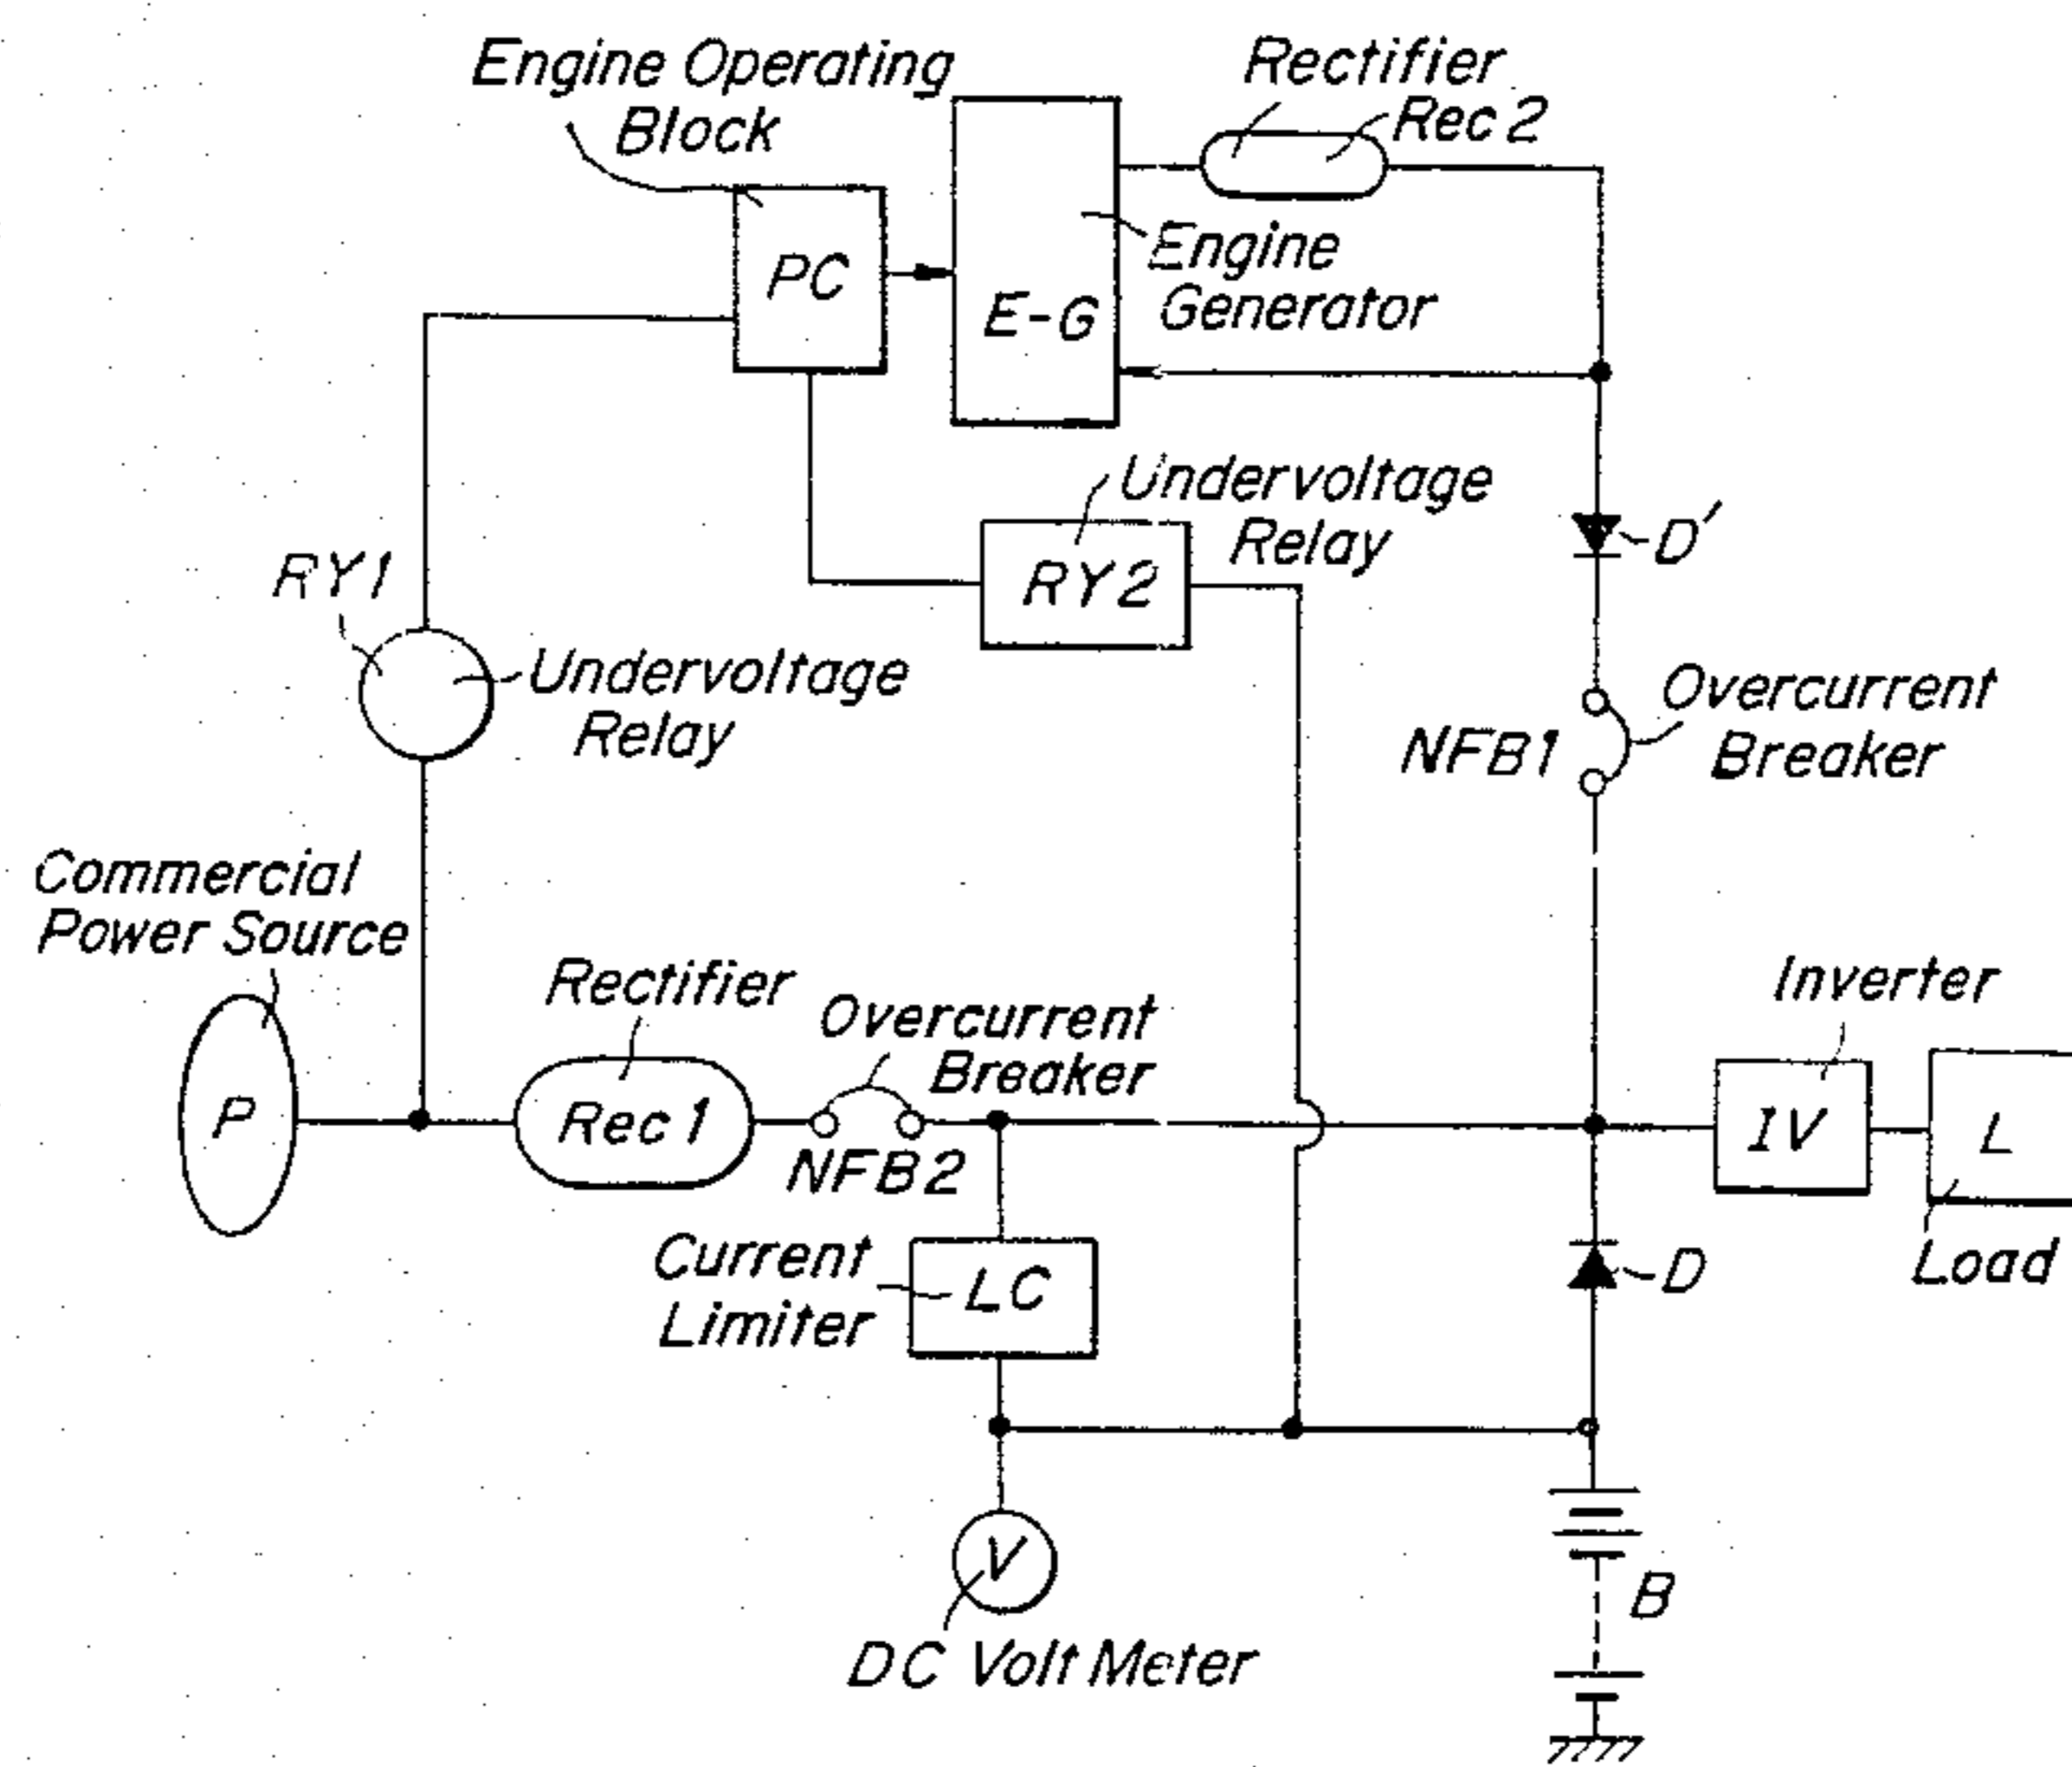 Engine Operating
Block
Rectifier
Rec 2
PC
E-G
Engine
Generator
Undervoltage
Relay
RY2
D'
RY1
Undervoltage
Relay
Overcurrent
Breaker
NFB1
Commercial
Power Source
Rectifier
Overcurrent
Breaker
Inverter
P
Rec 1
NFB2
IV
L
Current
Limiter
LC
D
Load
V
B
DC Volt Meter